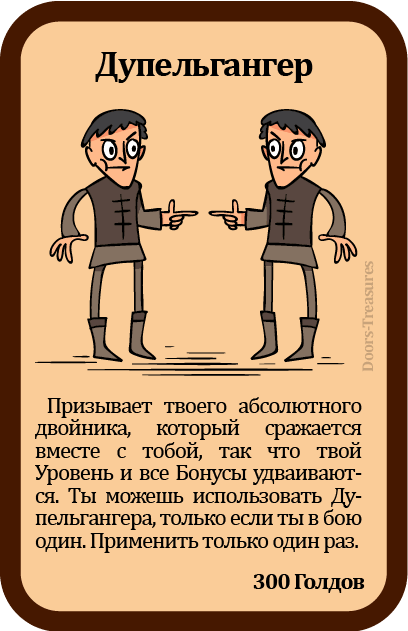 Дупельгангер
Doors-Treasures
Призывает твоего абсолютного
двойника, который сражается
вместе с тобой, так что твой
Уровень и все Бонусы удваивают-
ся. Ты можешь использовать Ду-
пельгангера, только если ты в бою
один. Применить только один раз.
300 Голдов